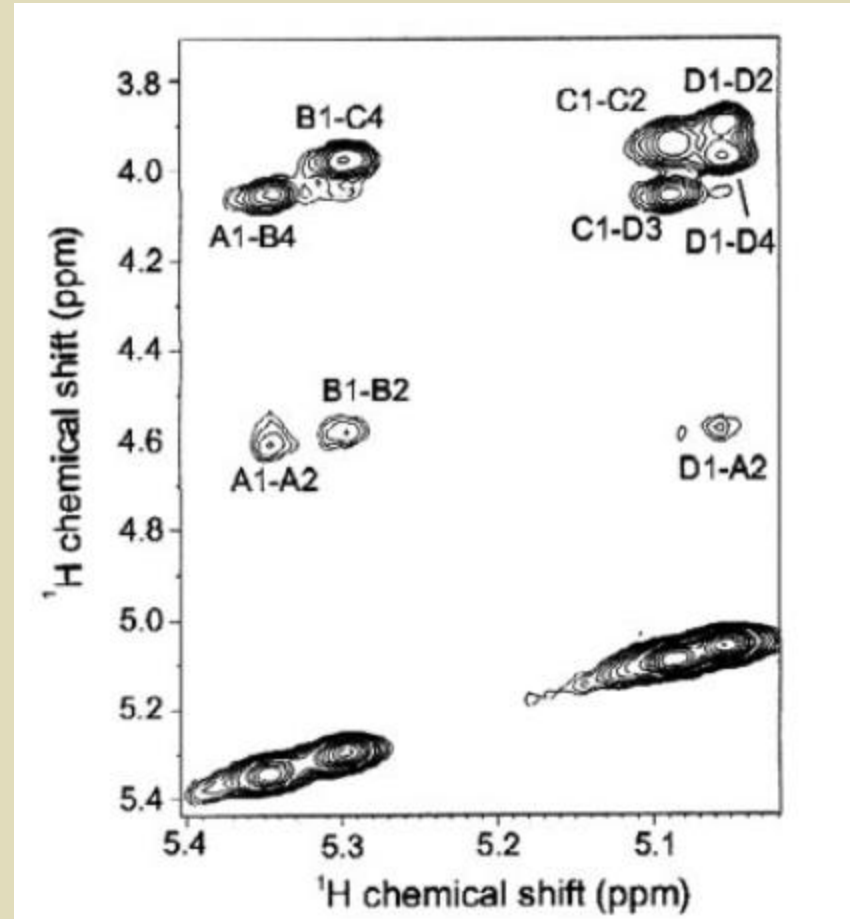 3.8
D1-D2
C1-C2
B1-C4
4.0
A1-B4
C1-D3
D1-D4
4.2
4.4
B1-B2
4.6
A1-A2
D1-A2
4.8
5.0
5.2
5.4
¹H chemical shift (ppm)
5.4 5.3 5.2 5.1
¹H chemical shift (ppm)